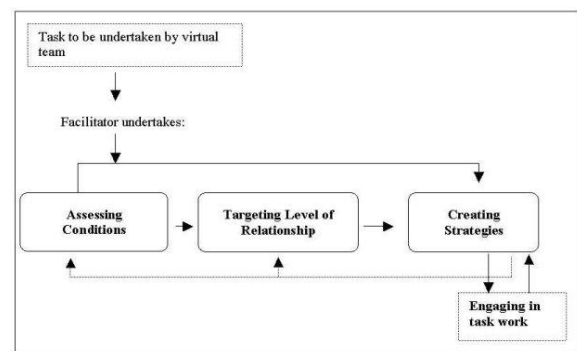 Task to be undertaken by virtual
team
Facilitator undertakes:
Assessing
Conditions
Targeting Level of
Relationship
Creating
Strategies
Engaging in
task work